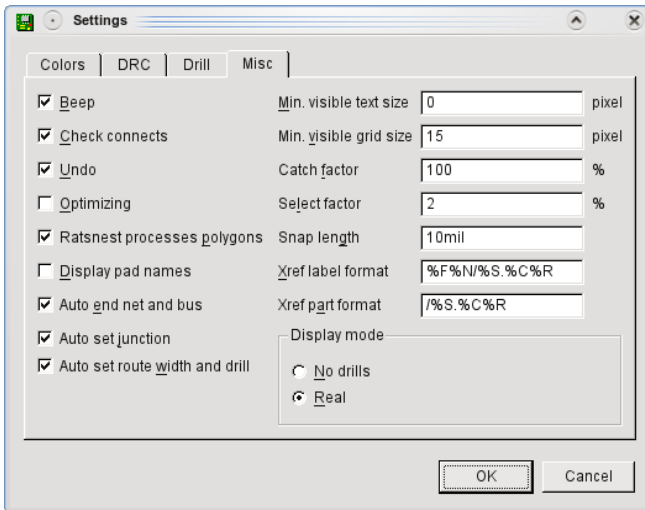 Settings
Colors DRC Drill Misc
Beep Min. visible text size 0 pixel
Check connects Min. visible grid size 15 pixel
Undo Catch factor 100 %
Optimizing Select factor 2 %
Ratsnest processes polygons Snap length 10mil
Display pad names Xref label format %F%N/%S.%C%R
Auto end net and bus Xref part format /%S.%C%R
Auto set junction Display mode
Auto set route width and drill No drills
Real
OK Cancel